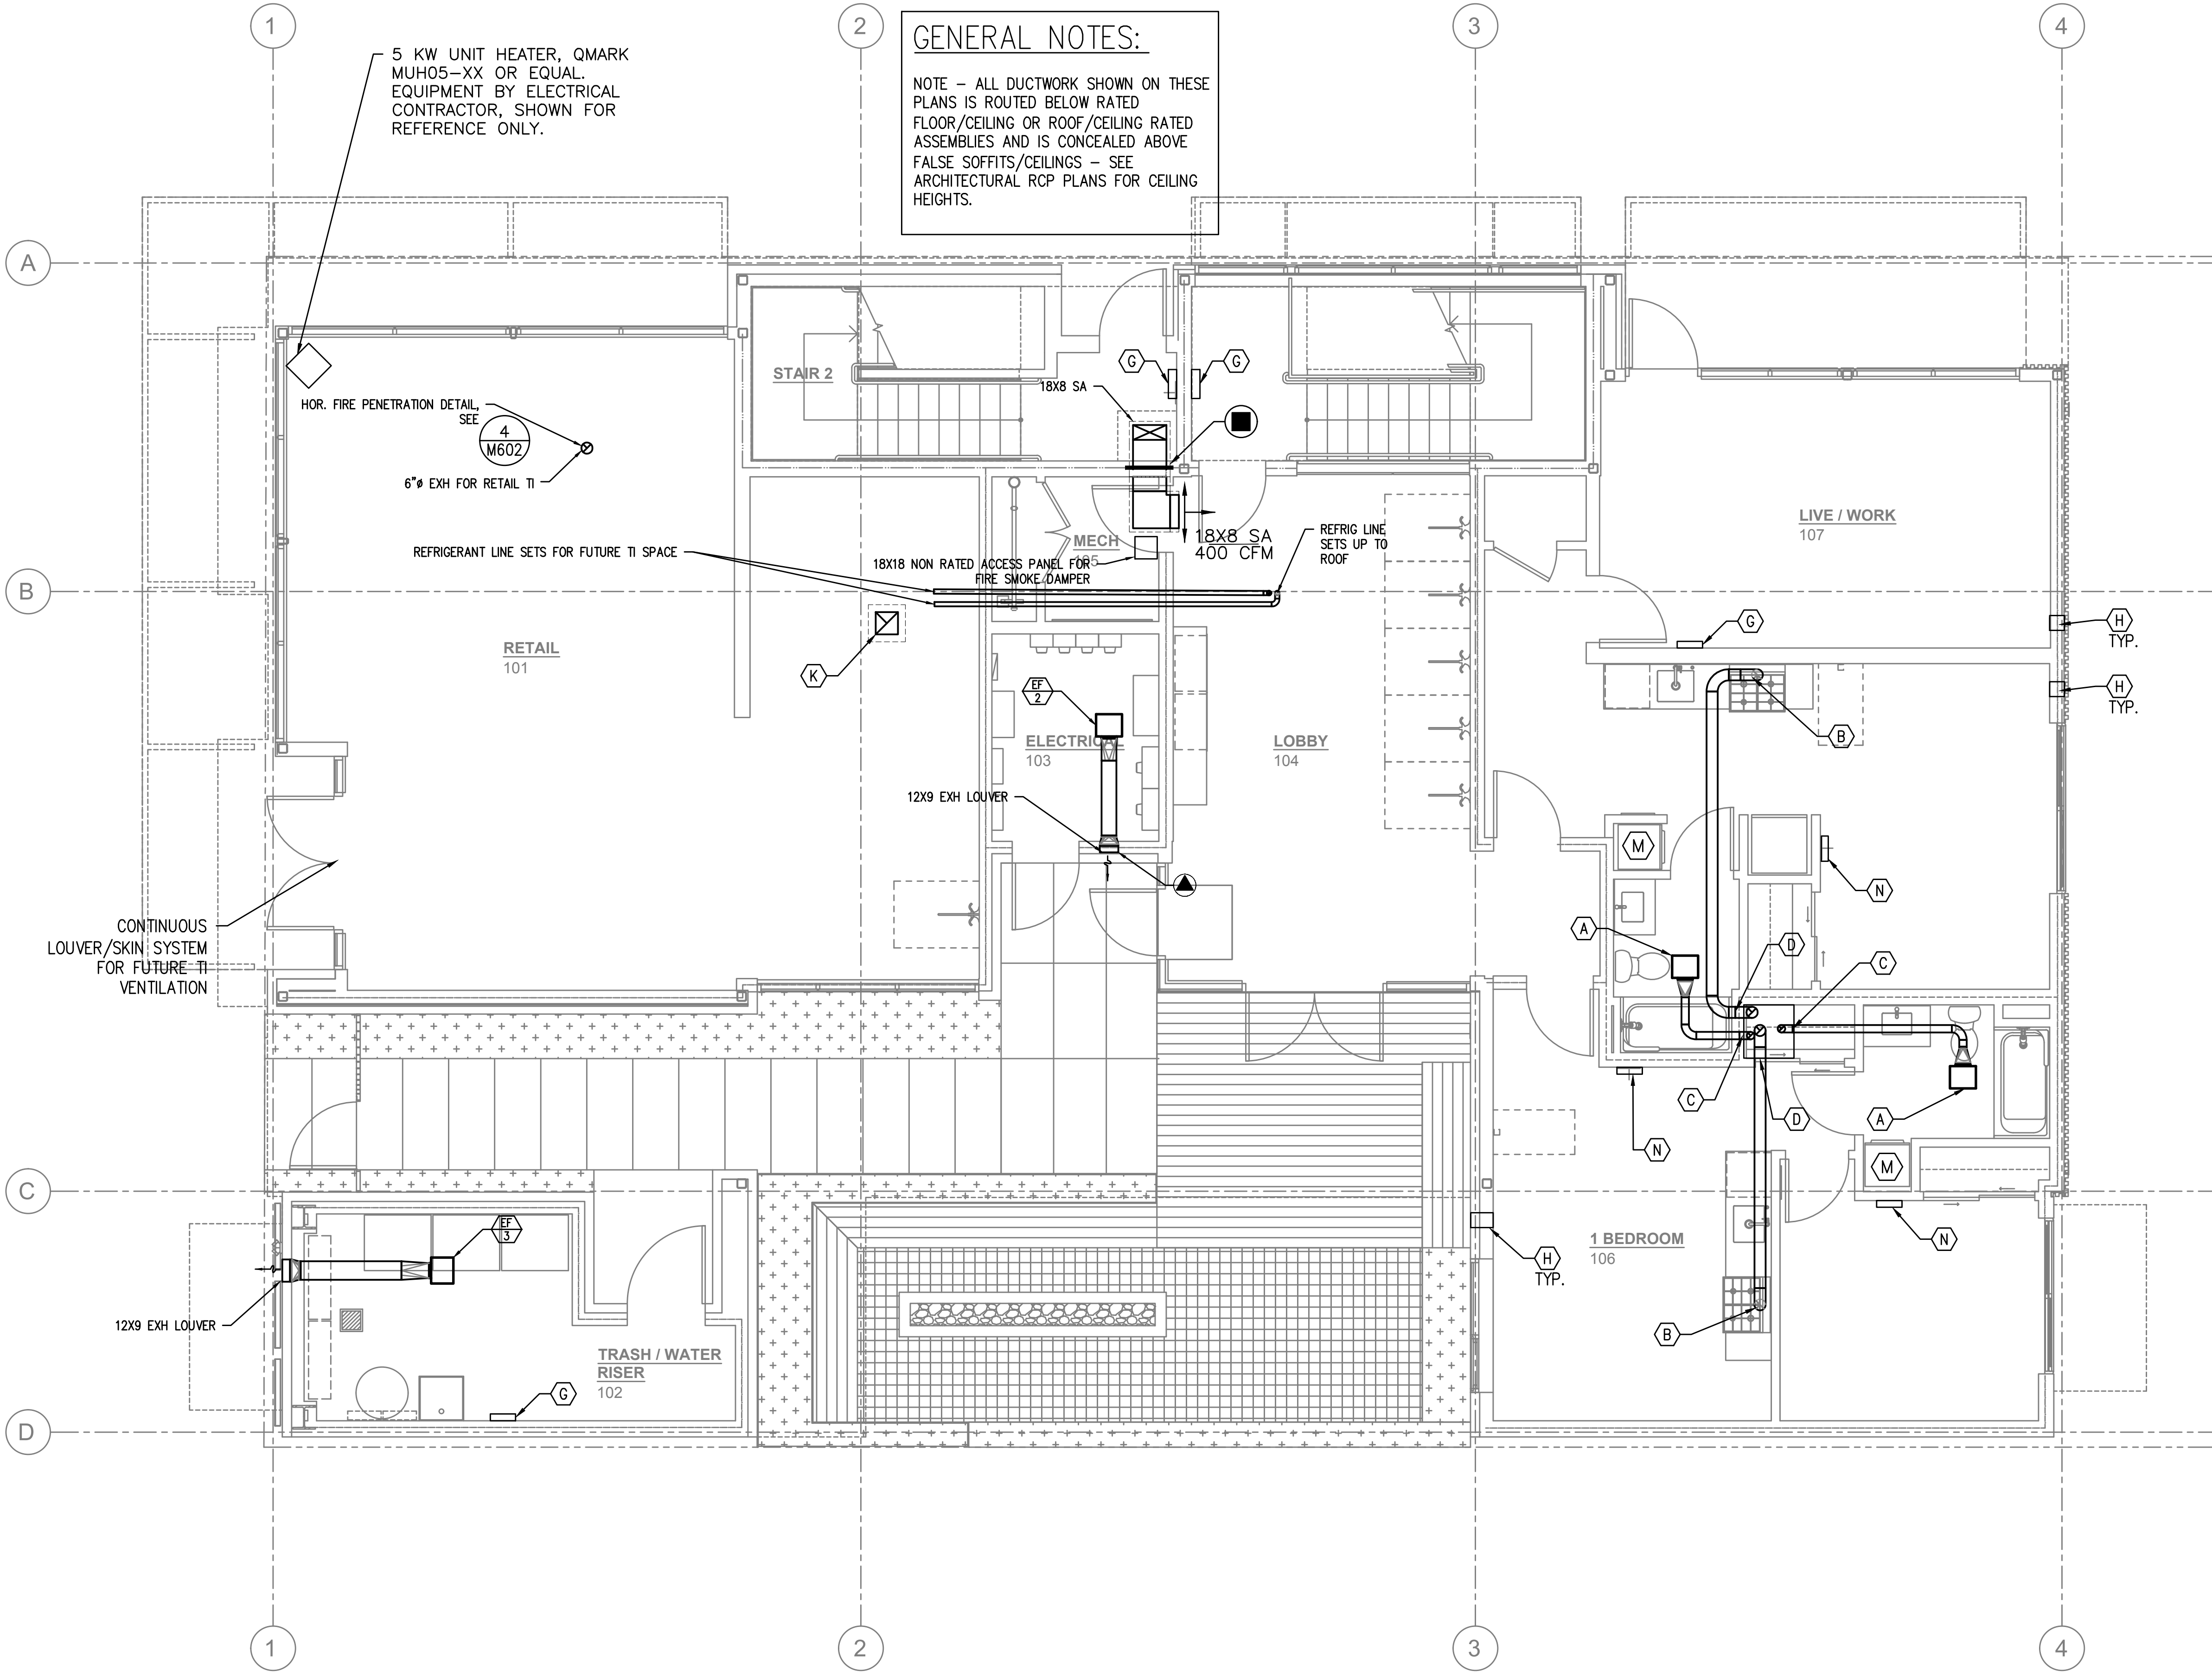 1
2
3
4
5 KW UNIT HEATER, QMARK
MUH05-XX OR EQUAL.
EQUIPMENT BY ELECTRICAL
CONTRACTOR, SHOWN FOR
REFERENCE ONLY.
GENERAL NOTES:
NOTE - ALL DUCTWORK SHOWN ON THESE
PLANS IS ROUTED BELOW RATED
FLOOR/CEILING OR ROOF/CEILING RATED
ASSEMBLIES AND IS CONCEALED ABOVE
FALSE SOFFITS/CEILINGS - SEE
ARCHITECTURAL RCP PLANS FOR CEILING
HEIGHTS.
A
STAIR 2
G
G
18X8 SA
HOR. FIRE PENETRATION DETAIL,
SEE
4
M602
6"ø EXH FOR RETAIL TI
LIVE / WORK
107
MECH
105
18X8 SA
400 CFM
REFRIG LINE
SETS UP TO
ROOF
REFRIGERANT LINE SETS FOR FUTURE TI SPACE
18X18 NON RATED ACCESS PANEL FOR
FIRE SMOKE DAMPER
B
RETAIL
101
K
G
H
TYP.
H
TYP.
EF
2
ELECTRICAL
103
LOBBY
104
B
12X9 EXH LOUVER
M
N
CONTINUOUS
LOUVER/SKIN SYSTEM
FOR FUTURE TI
VENTILATION
A
D
C
C
D
A
N
M
C
EF
3
H
TYP.
1 BEDROOM
106
N
12X9 EXH LOUVER
B
TRASH / WATER
RISER
102
G
D
1
2
3
4